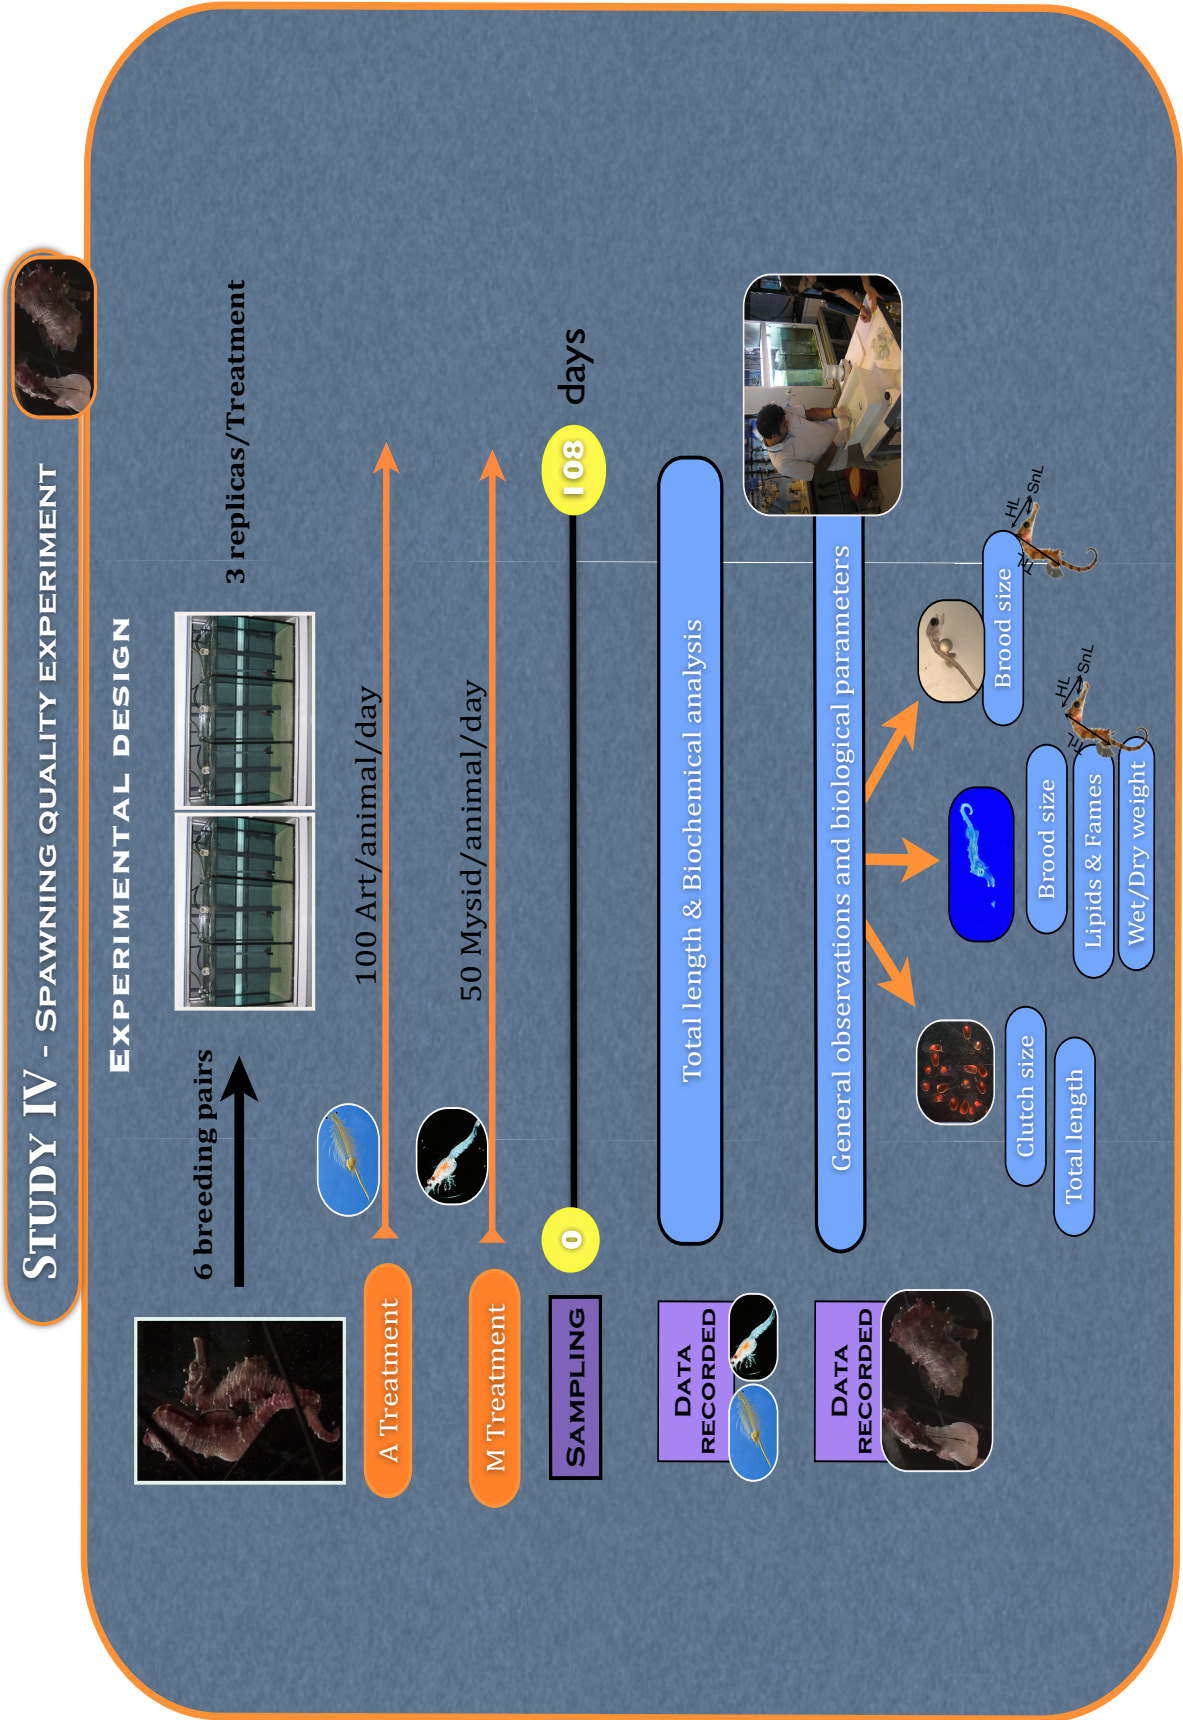 STUDY IV - SPAWNING QUALITY EXPERIMENT
EXPERIMENTAL DESIGN
6 breeding pairs
3 replicas/Treatment
A Treatment
100 Art/animal/day
M Treatment
50 Mysid/animal/day
SAMPLING
0
108
days
DATA
RECORDED
Total length & Biochemical analysis
DATA
RECORDED
General observations and biological parameters
Clutch size
Total length
Brood size
Lipids & Fames
Wet/Dry weight
TrL
HL
SnL
Brood size
TrL
HL
SnL